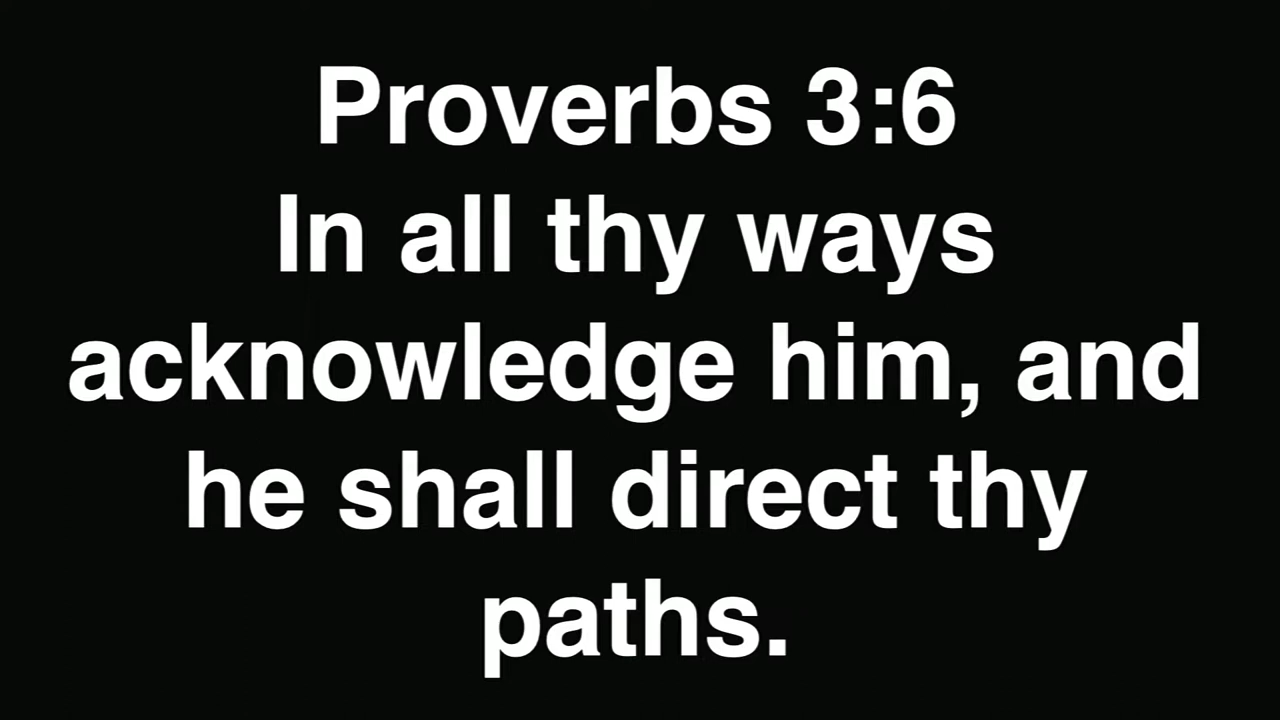 Proverbs 3:6
In all thy ways
acknowledge him, and
he shall direct thy
paths.